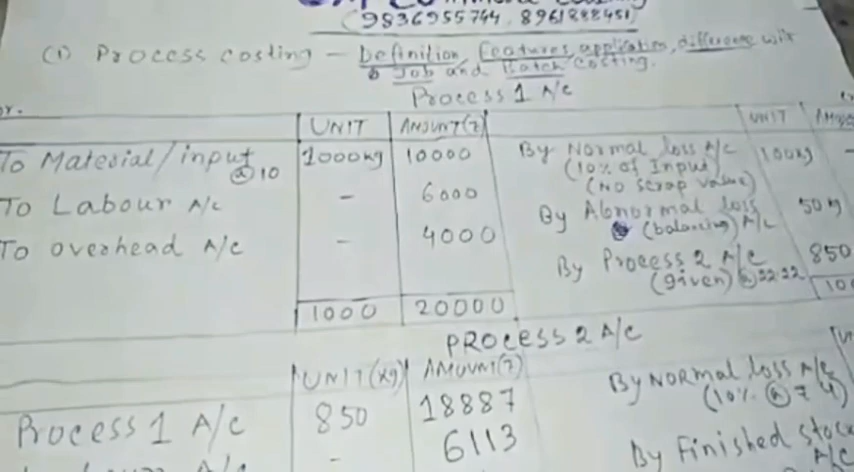 (9836955744, 8961888451)
(1) Process costing - Definition, features, application, difference with
Job and Batch costing.
Process 1 A/c
Dr.
UNIT AMOUNT(₹) UNIT
To Material/input @ 10 1000kg 10000 By Normal loss A/c 100kg -
(10% of Input)
(No scrap value)
To Labour A/c - 6000 By Abnormal loss A/c 50kg
(balancing)
To overhead A/c - 4000 By Process 2 A/c 850
(given) @ 22.22
1000 20000
PROCESS 2 A/c
UNIT(kg) AMOUNT(₹) By NORMAL loss A/c
(10% @ ₹ 4)
Process 1 A/c 850 18887
- 6113 By Finished stock
A/c